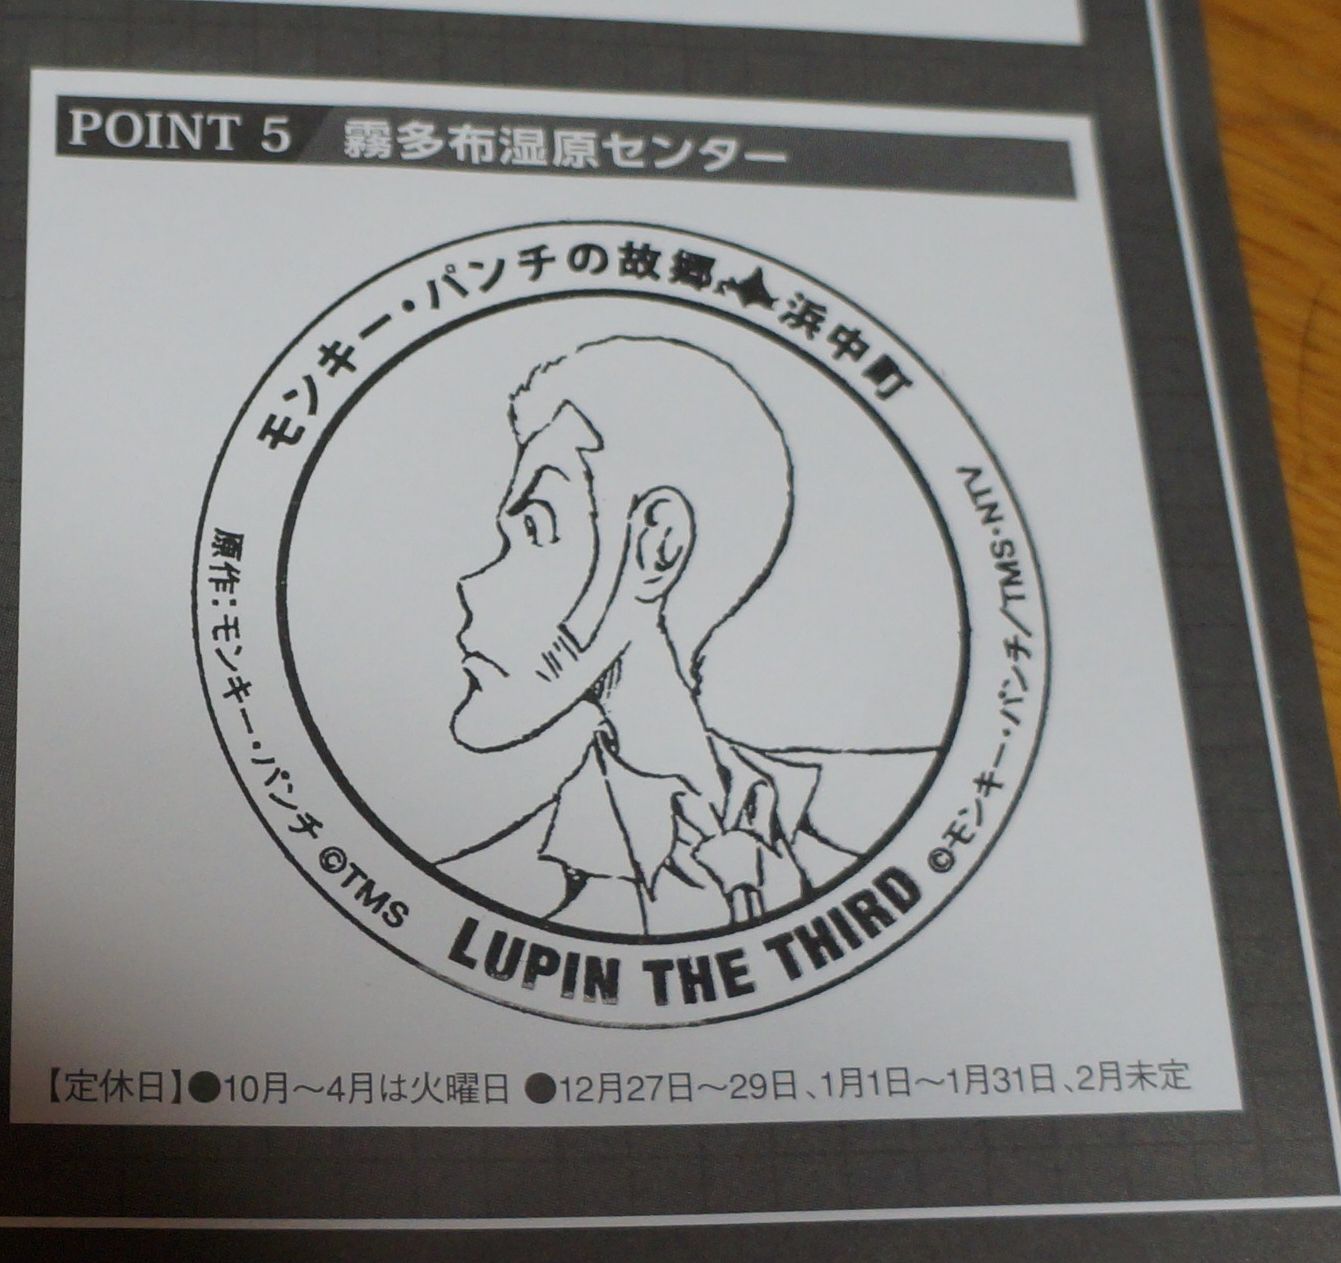 POINT 5 霧多布湿原センター
モンキー・パンチの故郷 浜中町
原作:モンキー・パンチ ©TMS
LUPIN THE THIRD
©モンキー・パンチ/TMS・NTV
【定休日】●10月～4月は火曜日 ●12月27日～29日、1月1日～1月31日、2月未定